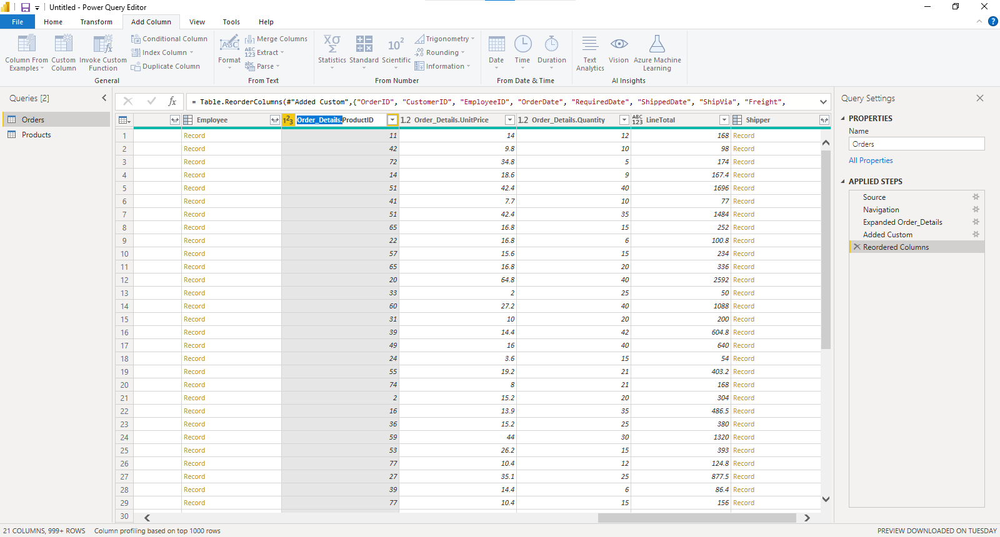 Untitled - Power Query Editor
File Home Transform Add Column View Tools Help
Column From Examples
Custom Column
Invoke Custom Function
Conditional Column
Index Column
Duplicate Column
General
ABC
Format
Merge Columns
ABC 123 Extract
abc Parse
From Text
XΣσ
Statistics
Standard
10²
Scientific
Trigonometry
.00 Rounding
Information
From Number
Date
Time
Duration
From Date & Time
Text Analytics
Vision
Azure Machine Learning
AI Insights
Queries [2]
Orders
Products
fx = Table.ReorderColumns(#"Added Custom",{"OrderID", "CustomerID", "EmployeeID", "OrderDate", "RequiredDate", "ShippedDate", "ShipVia", "Freight",
Employee 1²3 Order_Details.ProductID 1.2 Order_Details.UnitPrice 1.2 Order_Details.Quantity ABC 123 LineTotal Shipper
1 Record 11 14 12 168 Record
2 Record 42 9.8 10 98 Record
3 Record 72 34.8 5 174 Record
4 Record 14 18.6 9 167.4 Record
5 Record 51 42.4 40 1696 Record
6 Record 41 7.7 10 77 Record
7 Record 51 42.4 35 1484 Record
8 Record 65 16.8 15 252 Record
9 Record 22 16.8 6 100.8 Record
10 Record 57 15.6 15 234 Record
11 Record 65 16.8 20 336 Record
12 Record 20 64.8 40 2592 Record
13 Record 33 2 25 50 Record
14 Record 60 27.2 40 1088 Record
15 Record 31 10 20 200 Record
16 Record 39 14.4 42 604.8 Record
17 Record 49 16 40 640 Record
18 Record 24 3.6 15 54 Record
19 Record 55 19.2 21 403.2 Record
20 Record 74 8 21 168 Record
21 Record 2 15.2 20 304 Record
22 Record 16 13.9 35 486.5 Record
23 Record 36 15.2 25 380 Record
24 Record 59 44 30 1320 Record
25 Record 53 26.2 15 393 Record
26 Record 77 10.4 12 124.8 Record
27 Record 27 35.1 25 877.5 Record
28 Record 39 14.4 6 86.4 Record
29 Record 77 10.4 15 156 Record
30
Query Settings
PROPERTIES
Name
Orders
All Properties
APPLIED STEPS
Source
Navigation
Expanded Order_Details
Added Custom
Reordered Columns
21 COLUMNS, 999+ ROWS Column profiling based on top 1000 rows
PREVIEW DOWNLOADED ON TUESDAY